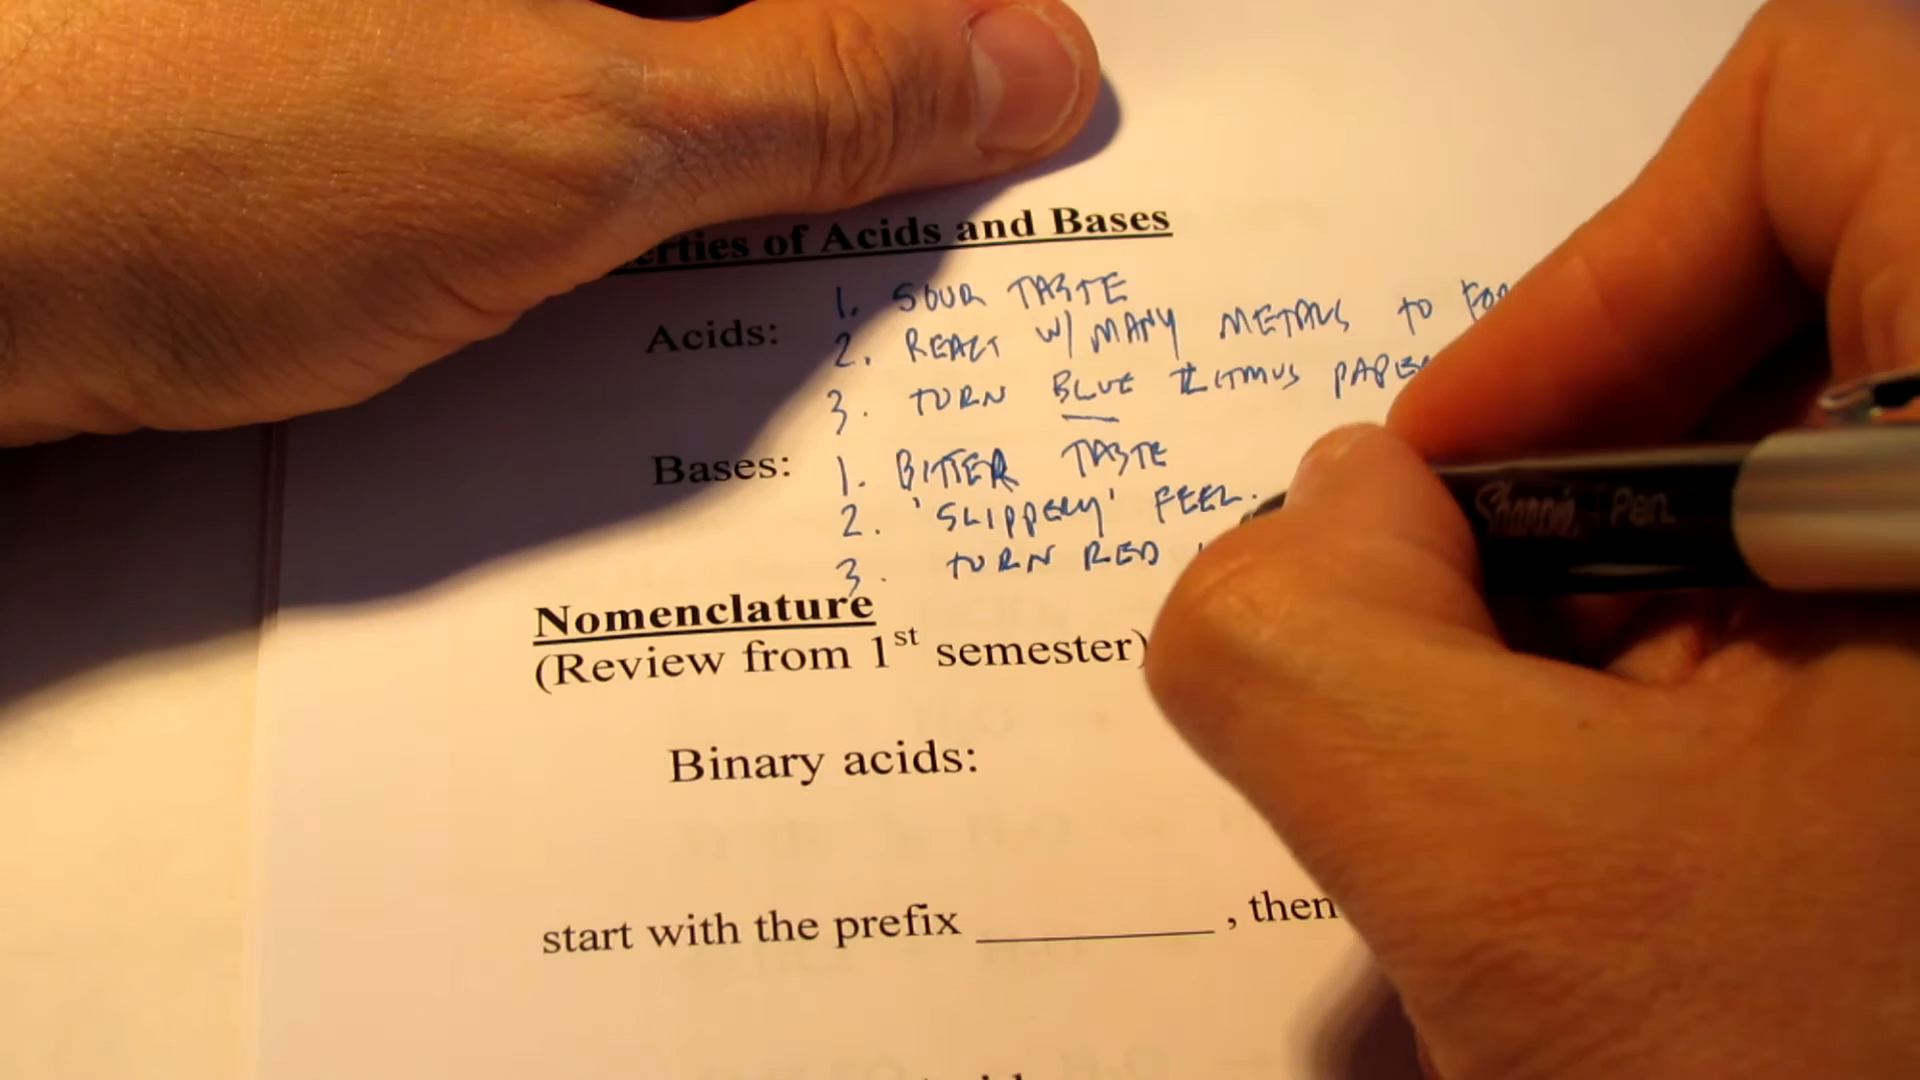 erties of Acids and Bases
Acids:
1. SOUR TASTE
2. REACT W/ MANY METALS TO FOR
3. TURN BLUE LITMUS PAPE
Bases:
1. BITTER TASTE
2. 'SLIPPERY' FEEL.
3. TURN RED
Nomenclature
(Review from 1st semester)
Binary acids:
start with the prefix __________ , then
Pen